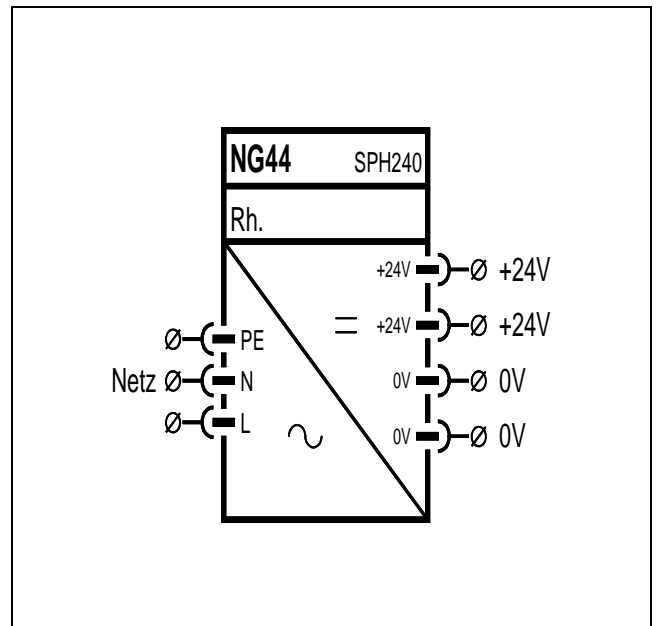 NG44 SPH240
Rh.
+24V +24V
+24V +24V
PE
Netz N
0V 0V
L
0V 0V